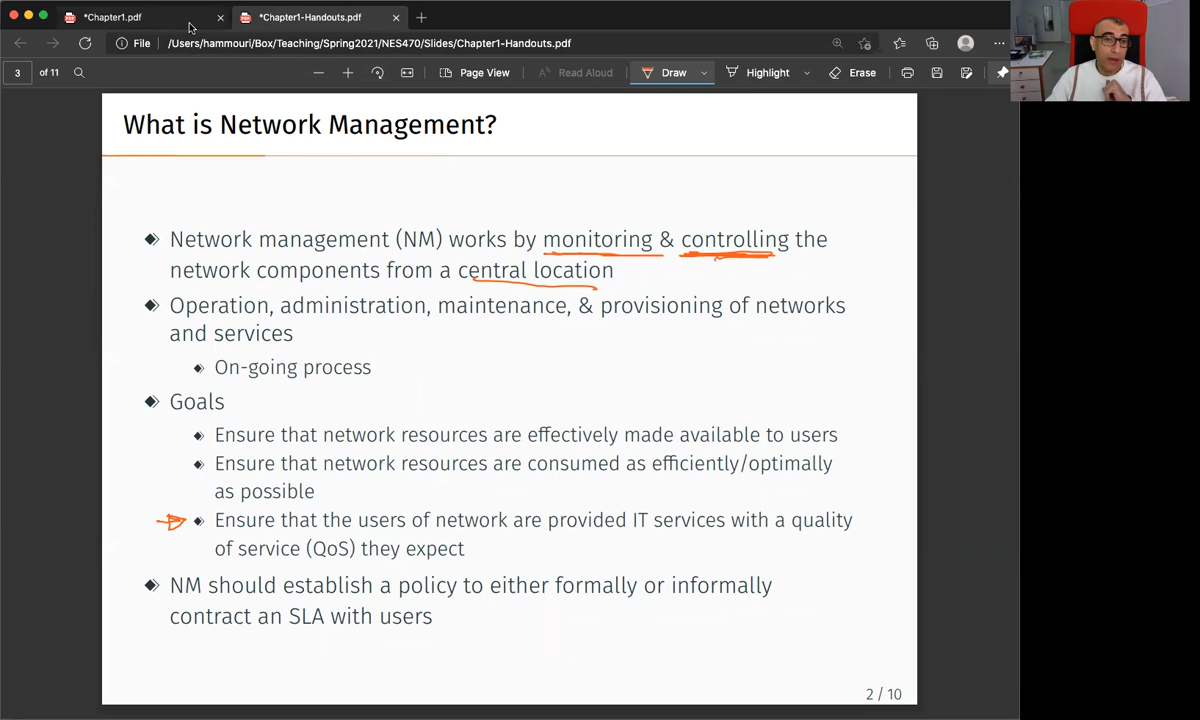 *Chapter1.pdf
*Chapter1-Handouts.pdf
File
/Users/hammouri/Box/Teaching/Spring2021/NES470/Slides/Chapter1-Handouts.pdf
3 of 11
Page View
Read Aloud
Draw
Highlight
Erase
What is Network Management?
Network management (NM) works by monitoring & controlling the
network components from a central location
Operation, administration, maintenance, & provisioning of networks
and services
On-going process
Goals
Ensure that network resources are effectively made available to users
Ensure that network resources are consumed as efficiently/optimally
as possible
Ensure that the users of network are provided IT services with a quality
of service (QoS) they expect
NM should establish a policy to either formally or informally
contract an SLA with users
2 / 10